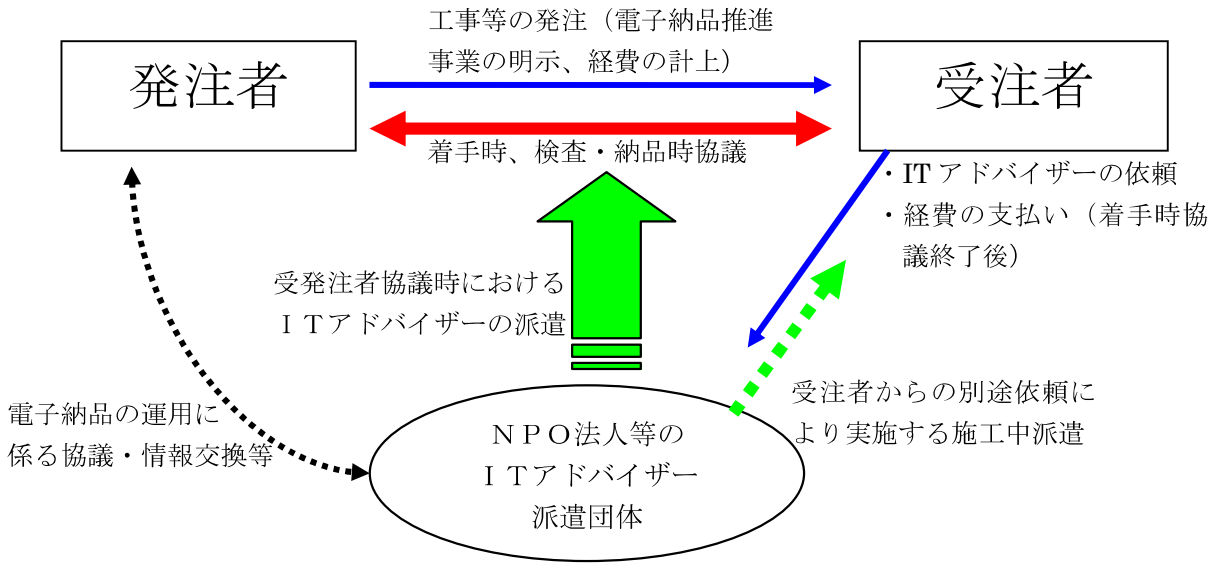 工事等の発注（電子納品推進
事業の明示、経費の計上）
発注者
受注者
着手時、検査・納品時協議
・IT アドバイザーの依頼
・経費の支払い（着手時協
議終了後）
受発注者協議時における
ＩＴアドバイザーの派遣
受注者からの別途依頼に
より実施する施工中派遣
電子納品の運用に
係る協議・情報交換等
ＮＰＯ法人等の
ＩＴアドバイザー
派遣団体